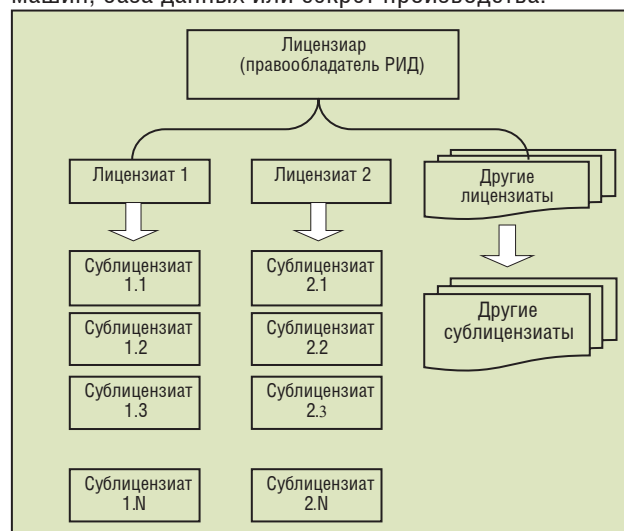 машин, база данных или секрет производства.
Лицензиар
(правообладатель РИД)
Лицензиат 1
Лицензиат 2
Другие
лицензиаты
Сублицензиат
1.1
Сублицензиат
2.1
Другие
сублицензиаты
Сублицензиат
1.2
Сублицензиат
2.2
Сублицензиат
1.3
Сублицензиат
2.3
Сублицензиат
1.N
Сублицензиат
2.N